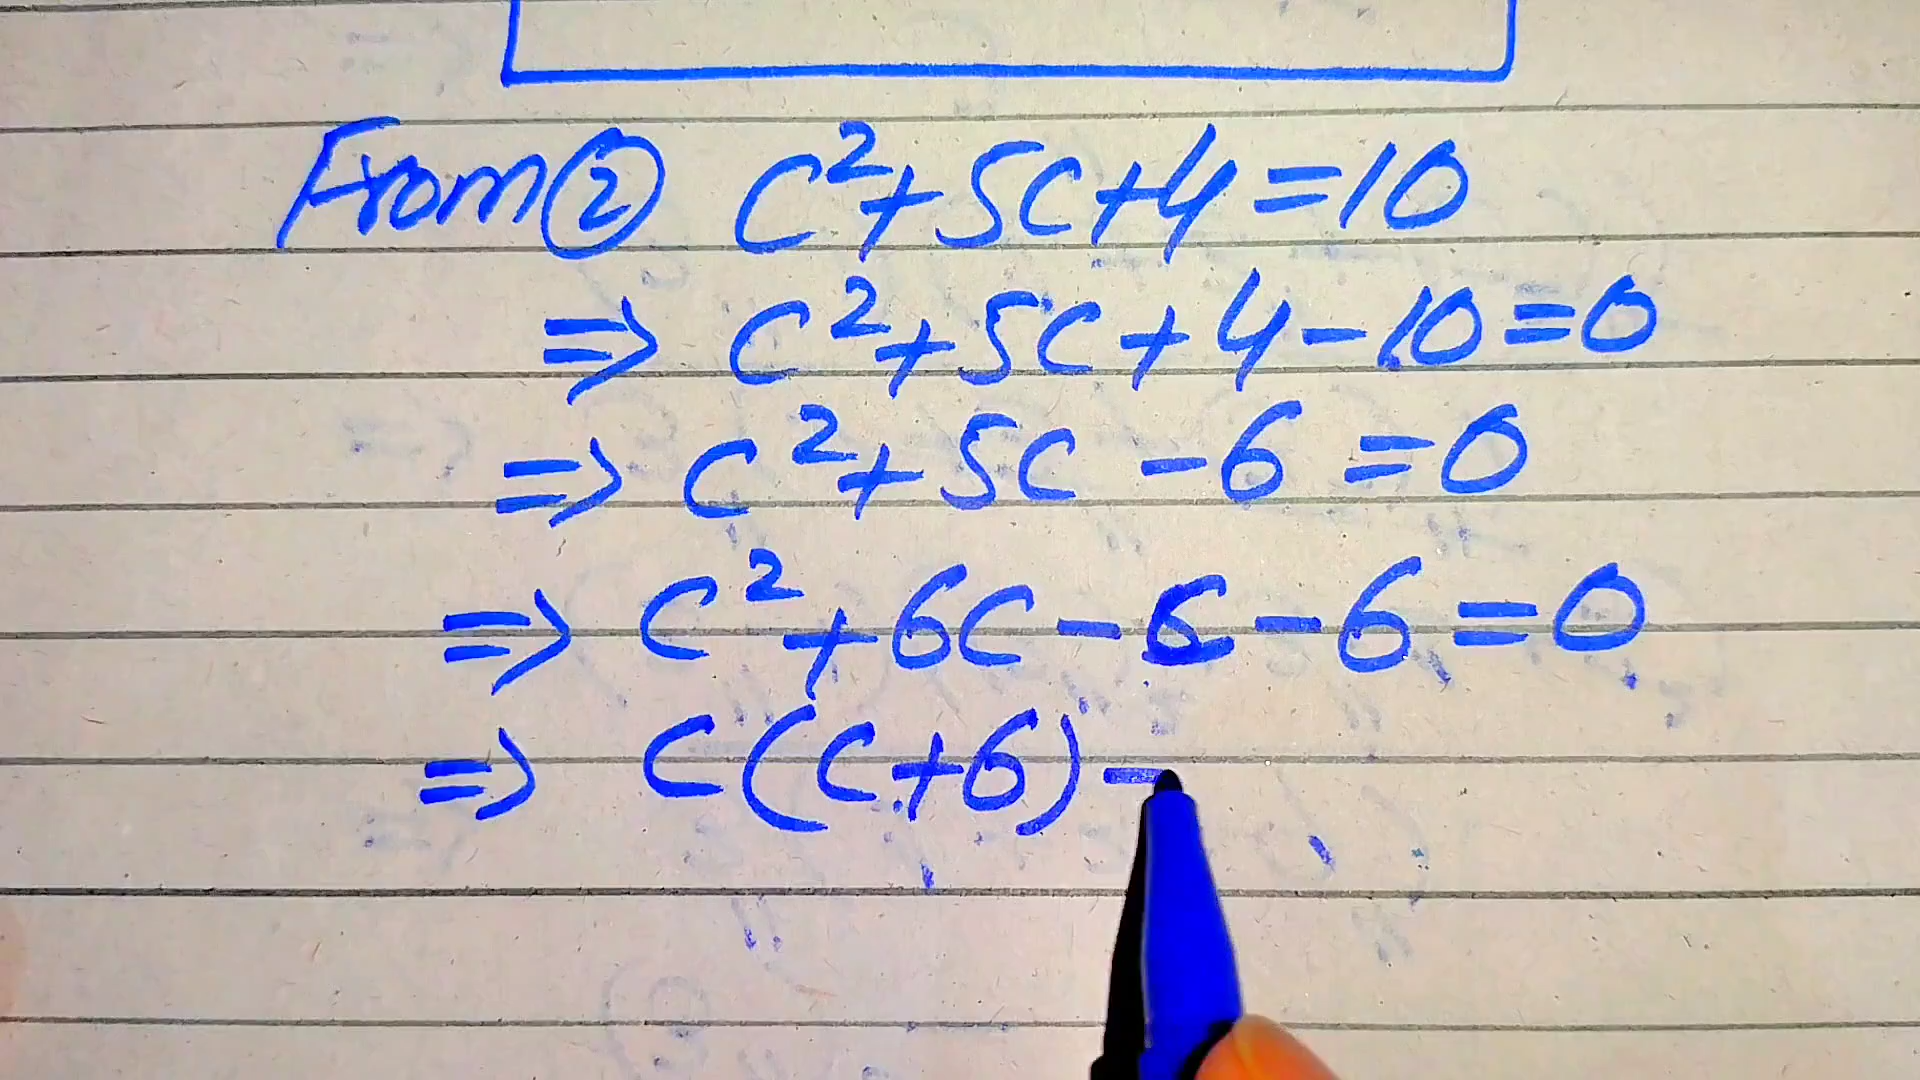 From ② C²+5C+4=10
⇒ C²+5C+4-10=0
⇒ C²+5C-6=0
⇒ C²+6C-C-6=0
⇒ C(C+6)-